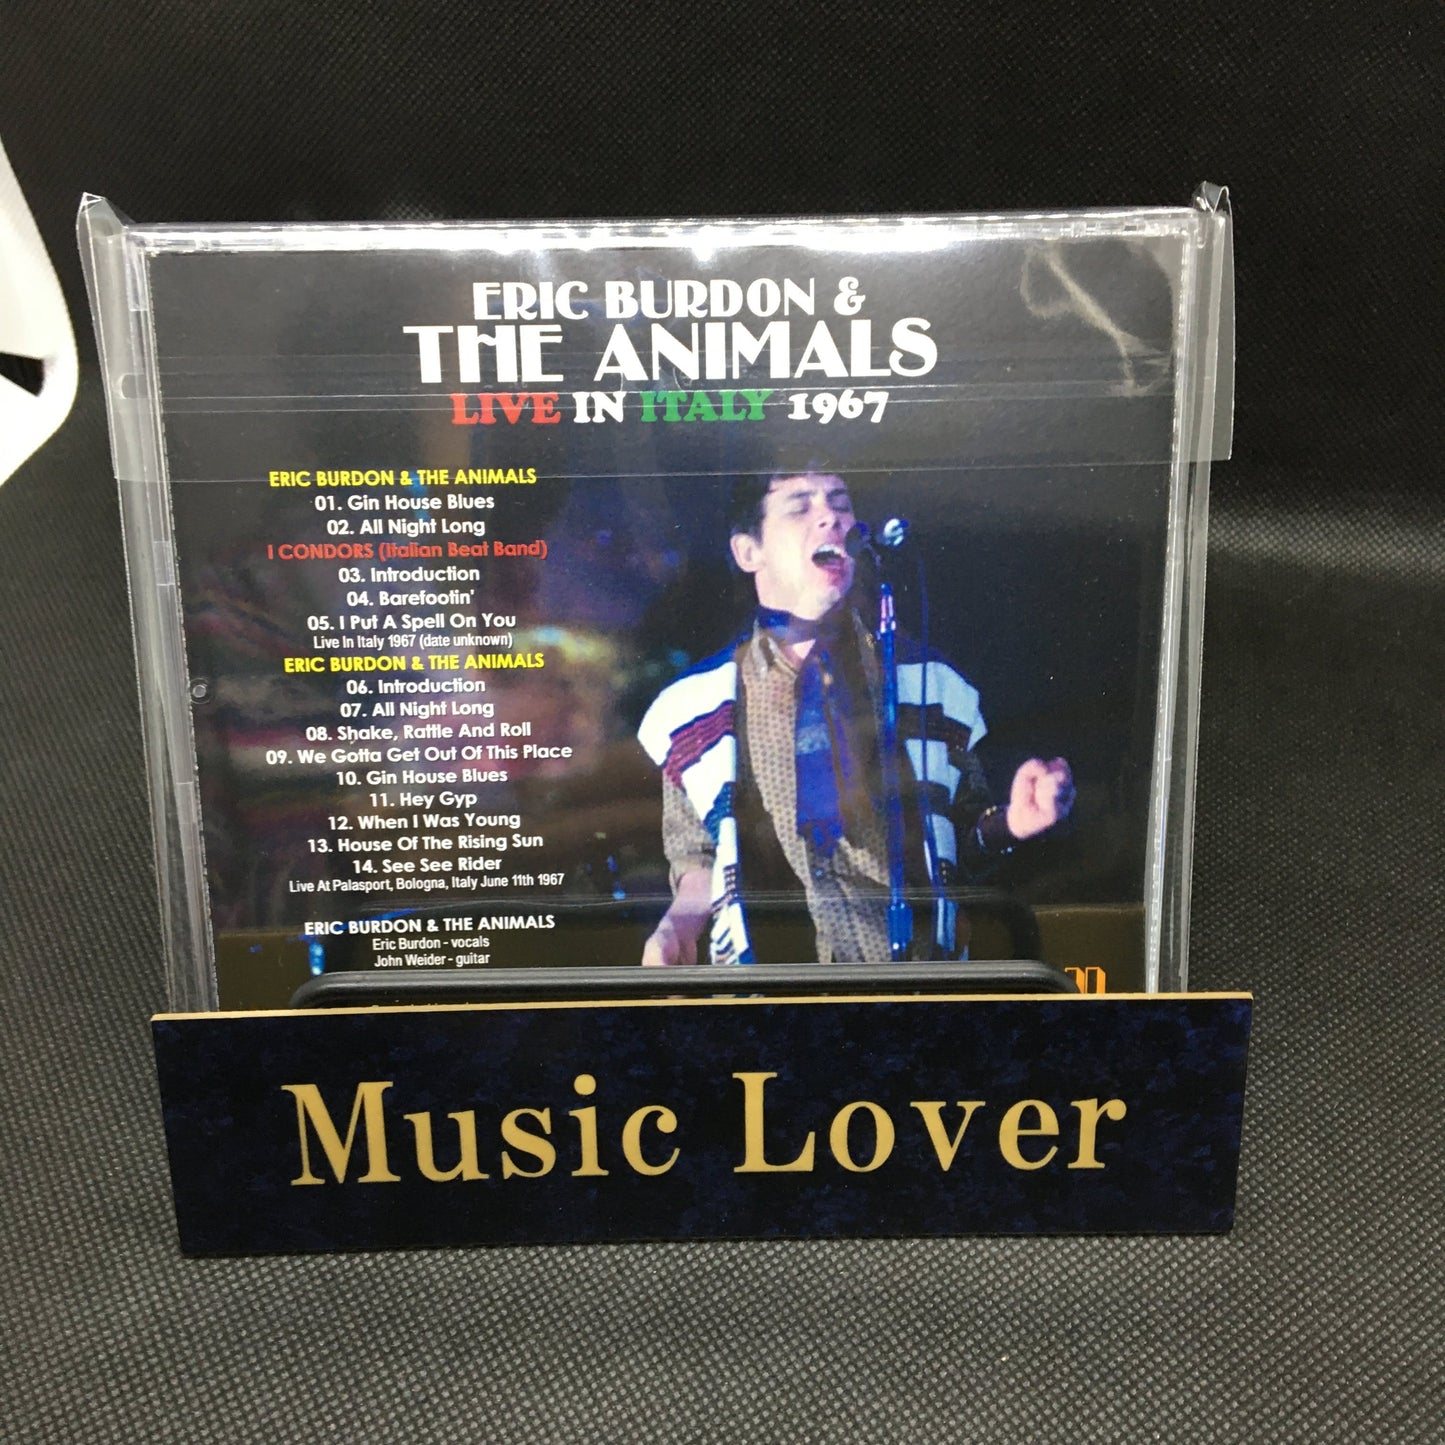 ERIC BURDON &
THE ANIMALS
LIVE IN ITALY 1967
ERIC BURDON & THE ANIMALS
01. Gin House Blues
02. All Night Long
I CONDORS (Italian Beat Band)
03. Introduction
04. Barefootin'
05. I Put A Spell On You
Live In Italy 1967 (date unknown)
ERIC BURDON & THE ANIMALS
06. Introduction
07. All Night Long
08. Shake, Rattle And Roll
09. We Gotta Get Out Of This Place
10. Gin House Blues
11. Hey Gyp
12. When I Was Young
13. House Of The Rising Sun
14. See See Rider
Live At Palasport, Bologna, Italy June 11th 1967
ERIC BURDON & THE ANIMALS
Eric Burdon - vocals
John Weider - guitar
Music Lover